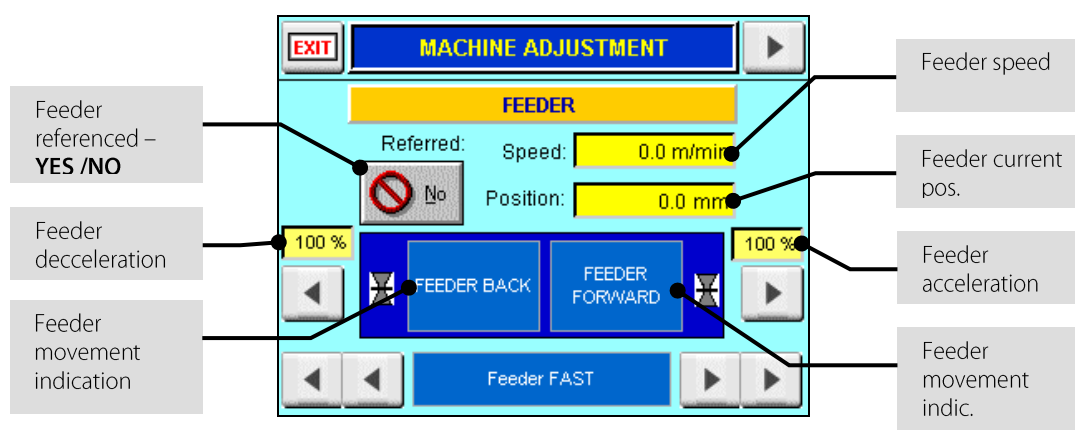 EXIT
MACHINE ADJUSTMENT
FEEDER
Referred:
No
Speed:
0.0 m/min
Position:
0.0 mm
100 %
100 %
FEEDER BACK
FEEDER
FORWARD
Feeder FAST
Feeder
referenced –
YES /NO
Feeder
decceleration
Feeder
movement
indication
Feeder speed
Feeder current
pos.
Feeder
acceleration
Feeder
movement
indic.